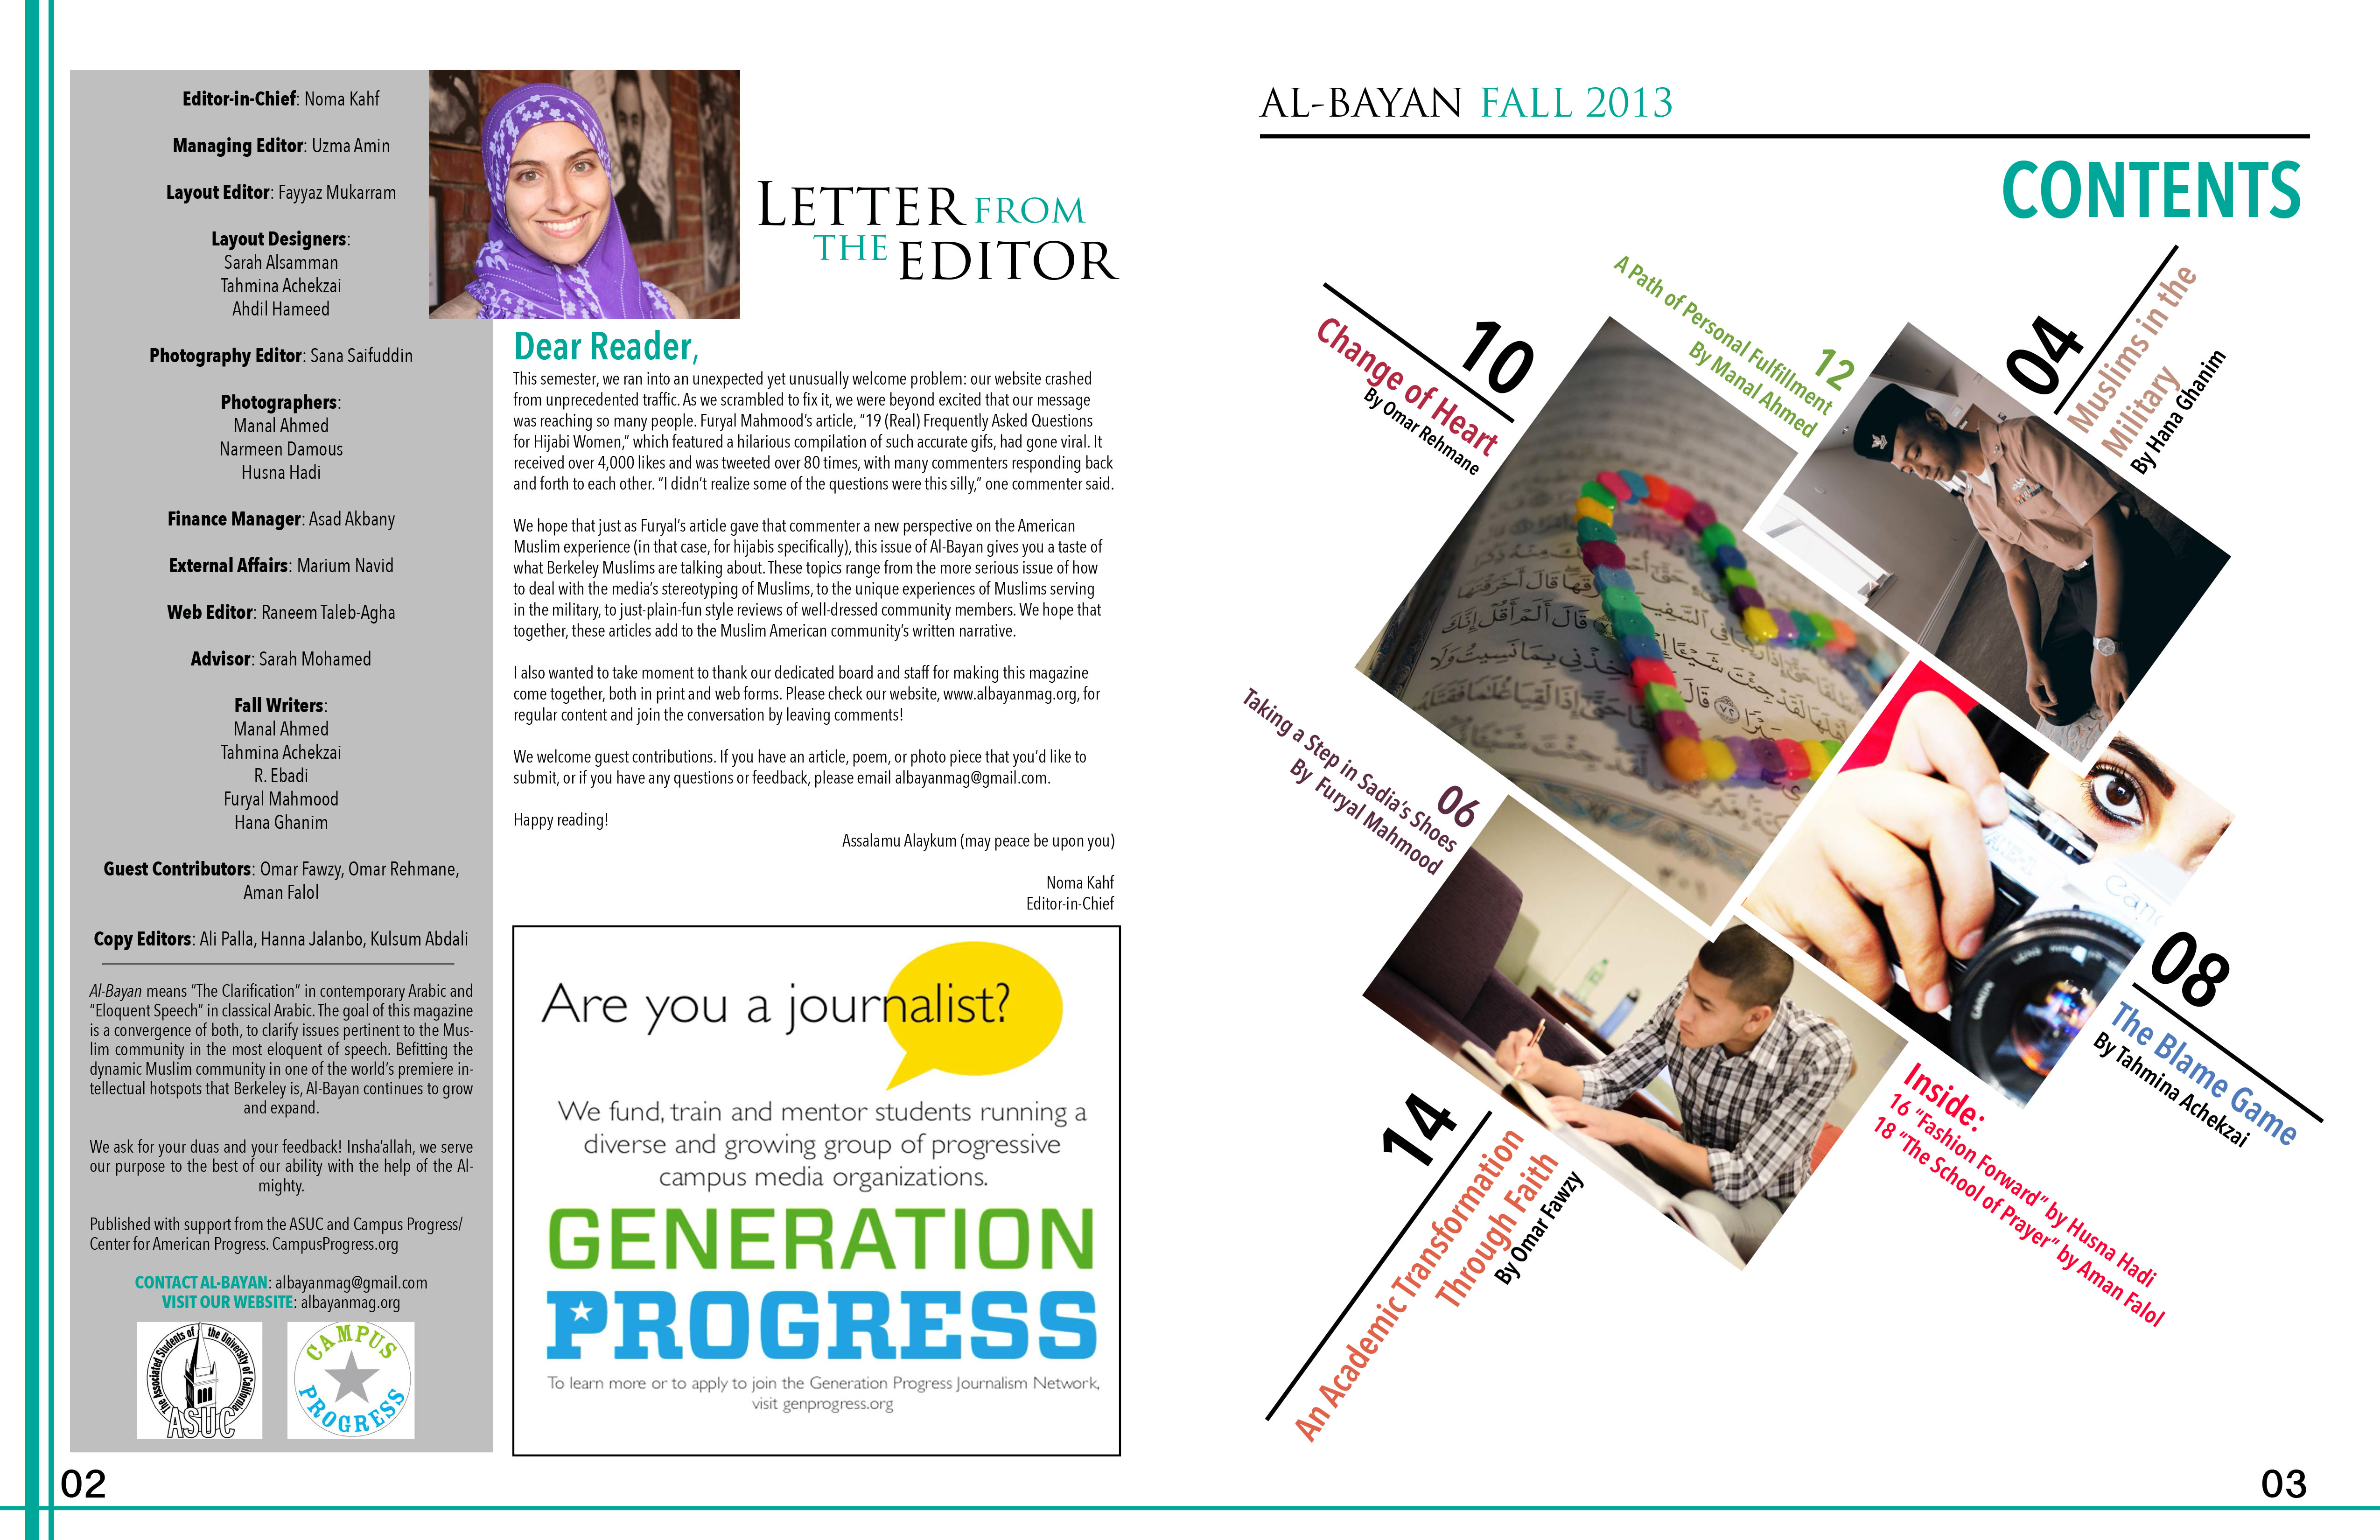 Editor-in-Chief: Noma Kahf
Managing Editor: Uzma Amin
Layout Editor: Fayyaz Mukarram
Layout Designers:
Sarah Alsamman
Tahmina Achekzai
Ahdil Hameed
Photography Editor: Sana Saifuddin
Photographers:
Manal Ahmed
Narmeen Damous
Husna Hadi
Finance Manager: Asad Akbany
External Affairs: Marium Navid
Web Editor: Raneem Taleb-Agha
Advisor: Sarah Mohamed
Fall Writers:
Manal Ahmed
Tahmina Achekzai
R. Ebadi
Furyal Mahmood
Hana Ghanim
Guest Contributors: Omar Fawzy, Omar Rehmane,
Aman Falol
Copy Editors: Ali Palla, Hanna Jalanbo, Kulsum Abdali
Al-Bayan means "The Clarification" in contemporary Arabic and
"Eloquent Speech" in classical Arabic. The goal of this magazine
is a convergence of both, to clarify issues pertinent to the Mus-
lim community in the most eloquent of speech. Befitting the
dynamic Muslim community in one of the world's premiere in-
tellectual hotspots that Berkeley is, Al-Bayan continues to grow
and expand.
We ask for your duas and your feedback! Insha'allah, we serve
our purpose to the best of our ability with the help of the Al-
mighty.
Published with support from the ASUC and Campus Progress/
Center for American Progress. CampusProgress.org
CONTACT AL-BAYAN: albayanmag@gmail.com
VISIT OUR WEBSITE: albayanmag.org
The Associated Students of the University of California
ASUC
CAMPUS
PROGRESS
02
LETTER FROM
THE EDITOR
Dear Reader,
This semester, we ran into an unexpected yet unusually welcome problem: our website crashed
from unprecedented traffic. As we scrambled to fix it, we were beyond excited that our message
was reaching so many people. Furyal Mahmood's article, "19 (Real) Frequently Asked Questions
for Hijabi Women," which featured a hilarious compilation of such accurate gifs, had gone viral. It
received over 4,000 likes and was tweeted over 80 times, with many commenters responding back
and forth to each other. "I didn't realize some of the questions were this silly," one commenter said.
We hope that just as Furyal's article gave that commenter a new perspective on the American
Muslim experience (in that case, for hijabis specifically), this issue of Al-Bayan gives you a taste of
what Berkeley Muslims are talking about. These topics range from the more serious issue of how
to deal with the media's stereotyping of Muslims, to the unique experiences of Muslims serving
in the military, to just-plain-fun style reviews of well-dressed community members. We hope that
together, these articles add to the Muslim American community's written narrative.
I also wanted to take moment to thank our dedicated board and staff for making this magazine
come together, both in print and web forms. Please check our website, www.albayanmag.org, for
regular content and join the conversation by leaving comments!
We welcome guest contributions. If you have an article, poem, or photo piece that you'd like to
submit, or if you have any questions or feedback, please email albayanmag@gmail.com.
Happy reading!
Assalamu Alaykum (may peace be upon you)
Noma Kahf
Editor-in-Chief
Are you a journalist?
We fund, train and mentor students running a
diverse and growing group of progressive
campus media organizations.
GENERATION
PROGRESS
To learn more or to apply to join the Generation Progress Journalism Network,
visit genprogress.org
AL-BAYAN FALL 2013
CONTENTS
04
Muslims in the
Military
By Hana Ghanim
12
A Path of Personal Fulfillment
By Manal Ahmed
10
Change of Heart
By Omar Rehmane
06
Taking a Step in Sadia's Shoes
By Furyal Mahmood
Canon
08
The Blame Game
By Tahmina Achekzai
14
An Academic Transformation
Through Faith
By Omar Fawzy
Inside:
16 "Fashion Forward" by Husna Hadi
18 "The School of Prayer" by Aman Falol
03